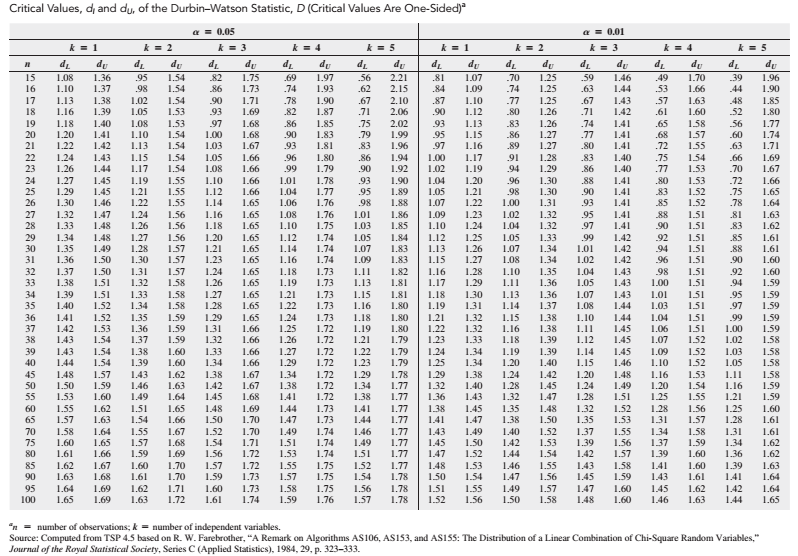 Critical Values, dₗ and dᵤ, of the Durbin–Watson Statistic, D (Critical Values Are One-Sided)ᵃ
α = 0.05 α = 0.01
k = 1 k = 2 k = 3 k = 4 k = 5 k = 1 k = 2 k = 3 k = 4 k = 5
n dL dU dL dU dL dU dL dU dL dU dL dU dL dU dL dU dL dU dL dU
15 1.08 1.36 .95 1.54 .82 1.75 .69 1.97 .56 2.21 .81 1.07 .70 1.25 .59 1.46 .49 1.70 .39 1.96
16 1.10 1.37 .98 1.54 .86 1.73 .74 1.93 .62 2.15 .84 1.09 .74 1.25 .63 1.44 .53 1.66 .44 1.90
17 1.13 1.38 1.02 1.54 .90 1.71 .78 1.90 .67 2.10 .87 1.10 .77 1.25 .67 1.43 .57 1.63 .48 1.85
18 1.16 1.39 1.05 1.53 .93 1.69 .82 1.87 .71 2.06 .90 1.12 .80 1.26 .71 1.42 .61 1.60 .52 1.80
19 1.18 1.40 1.08 1.53 .97 1.68 .86 1.85 .75 2.02 .93 1.13 .83 1.26 .74 1.41 .65 1.58 .56 1.77
20 1.20 1.41 1.10 1.54 1.00 1.68 .90 1.83 .79 1.99 .95 1.15 .86 1.27 .77 1.41 .68 1.57 .60 1.74
21 1.22 1.42 1.13 1.54 1.03 1.67 .93 1.81 .83 1.96 .97 1.16 .89 1.27 .80 1.41 .72 1.55 .63 1.71
22 1.24 1.43 1.15 1.54 1.05 1.66 .96 1.80 .86 1.94 1.00 1.17 .91 1.28 .83 1.40 .75 1.54 .66 1.69
23 1.26 1.44 1.17 1.54 1.08 1.66 .99 1.79 .90 1.92 1.02 1.19 .94 1.29 .86 1.40 .77 1.53 .70 1.67
24 1.27 1.45 1.19 1.55 1.10 1.66 1.01 1.78 .93 1.90 1.04 1.20 .96 1.30 .88 1.41 .80 1.53 .72 1.66
25 1.29 1.45 1.21 1.55 1.12 1.66 1.04 1.77 .95 1.89 1.05 1.21 .98 1.30 .90 1.41 .83 1.52 .75 1.65
26 1.30 1.46 1.22 1.55 1.14 1.65 1.06 1.76 .98 1.88 1.07 1.22 1.00 1.31 .93 1.41 .85 1.52 .78 1.64
27 1.32 1.47 1.24 1.56 1.16 1.65 1.08 1.76 1.01 1.86 1.09 1.23 1.02 1.32 .95 1.41 .88 1.51 .81 1.63
28 1.33 1.48 1.26 1.56 1.18 1.65 1.10 1.75 1.03 1.85 1.10 1.24 1.04 1.32 .97 1.41 .90 1.51 .83 1.62
29 1.34 1.48 1.27 1.56 1.20 1.65 1.12 1.74 1.05 1.84 1.12 1.25 1.05 1.33 .99 1.42 .92 1.51 .85 1.61
30 1.35 1.49 1.28 1.57 1.21 1.65 1.14 1.74 1.07 1.83 1.13 1.26 1.07 1.34 1.01 1.42 .94 1.51 .88 1.61
31 1.36 1.50 1.30 1.57 1.23 1.65 1.16 1.74 1.09 1.83 1.15 1.27 1.08 1.34 1.02 1.42 .96 1.51 .90 1.60
32 1.37 1.50 1.31 1.57 1.24 1.65 1.18 1.73 1.11 1.82 1.16 1.28 1.10 1.35 1.04 1.43 .98 1.51 .92 1.60
33 1.38 1.51 1.32 1.58 1.26 1.65 1.19 1.73 1.13 1.81 1.17 1.29 1.11 1.36 1.05 1.43 1.00 1.51 .94 1.59
34 1.39 1.51 1.33 1.58 1.27 1.65 1.21 1.73 1.15 1.81 1.18 1.30 1.13 1.36 1.07 1.43 1.01 1.51 .95 1.59
35 1.40 1.52 1.34 1.58 1.28 1.65 1.22 1.73 1.16 1.80 1.19 1.31 1.14 1.37 1.08 1.44 1.03 1.51 .97 1.59
36 1.41 1.52 1.35 1.59 1.29 1.65 1.24 1.73 1.18 1.80 1.21 1.32 1.15 1.38 1.10 1.44 1.04 1.51 .99 1.59
37 1.42 1.53 1.36 1.59 1.31 1.66 1.25 1.72 1.19 1.80 1.22 1.32 1.16 1.38 1.11 1.45 1.06 1.51 1.00 1.59
38 1.43 1.54 1.37 1.59 1.32 1.66 1.26 1.72 1.21 1.79 1.23 1.33 1.18 1.39 1.12 1.45 1.07 1.52 1.02 1.58
39 1.43 1.54 1.38 1.60 1.33 1.66 1.27 1.72 1.22 1.79 1.24 1.34 1.19 1.39 1.14 1.45 1.09 1.52 1.03 1.58
40 1.44 1.54 1.39 1.60 1.34 1.66 1.29 1.72 1.23 1.79 1.25 1.34 1.20 1.40 1.15 1.46 1.10 1.52 1.05 1.58
45 1.48 1.57 1.43 1.62 1.38 1.67 1.34 1.72 1.29 1.78 1.29 1.38 1.24 1.42 1.20 1.48 1.16 1.53 1.11 1.58
50 1.50 1.59 1.46 1.63 1.42 1.67 1.38 1.72 1.34 1.77 1.32 1.40 1.28 1.45 1.24 1.49 1.20 1.54 1.16 1.59
55 1.53 1.60 1.49 1.64 1.45 1.68 1.41 1.72 1.38 1.77 1.36 1.43 1.32 1.47 1.28 1.51 1.25 1.55 1.21 1.59
60 1.55 1.62 1.51 1.65 1.48 1.69 1.44 1.73 1.41 1.77 1.38 1.45 1.35 1.48 1.32 1.52 1.28 1.56 1.25 1.60
65 1.57 1.63 1.54 1.66 1.50 1.70 1.47 1.73 1.44 1.77 1.41 1.47 1.38 1.50 1.35 1.53 1.31 1.57 1.28 1.61
70 1.58 1.64 1.55 1.67 1.52 1.70 1.49 1.74 1.46 1.77 1.43 1.49 1.40 1.52 1.37 1.55 1.34 1.58 1.31 1.61
75 1.60 1.65 1.57 1.68 1.54 1.71 1.51 1.74 1.49 1.77 1.45 1.50 1.42 1.53 1.39 1.56 1.37 1.59 1.34 1.62
80 1.61 1.66 1.59 1.69 1.56 1.72 1.53 1.74 1.51 1.77 1.47 1.52 1.44 1.54 1.42 1.57 1.39 1.60 1.36 1.62
85 1.62 1.67 1.60 1.70 1.57 1.72 1.55 1.75 1.52 1.77 1.48 1.53 1.46 1.55 1.43 1.58 1.41 1.60 1.39 1.63
90 1.63 1.68 1.61 1.70 1.59 1.73 1.57 1.75 1.54 1.78 1.50 1.54 1.47 1.56 1.45 1.59 1.43 1.61 1.41 1.64
95 1.64 1.69 1.62 1.71 1.60 1.73 1.58 1.75 1.56 1.78 1.51 1.55 1.49 1.57 1.47 1.60 1.45 1.62 1.42 1.64
100 1.65 1.69 1.63 1.72 1.61 1.74 1.59 1.76 1.57 1.78 1.52 1.56 1.50 1.58 1.48 1.60 1.46 1.63 1.44 1.65
ᵃn = number of observations; k = number of independent variables.
Source: Computed from TSP 4.5 based on R. W. Farebrother, “A Remark on Algorithms AS106, AS153, and AS155: The Distribution of a Linear Combination of Chi-Square Random Variables,”
Journal of the Royal Statistical Society, Series C (Applied Statistics), 1984, 29, p. 323–333.